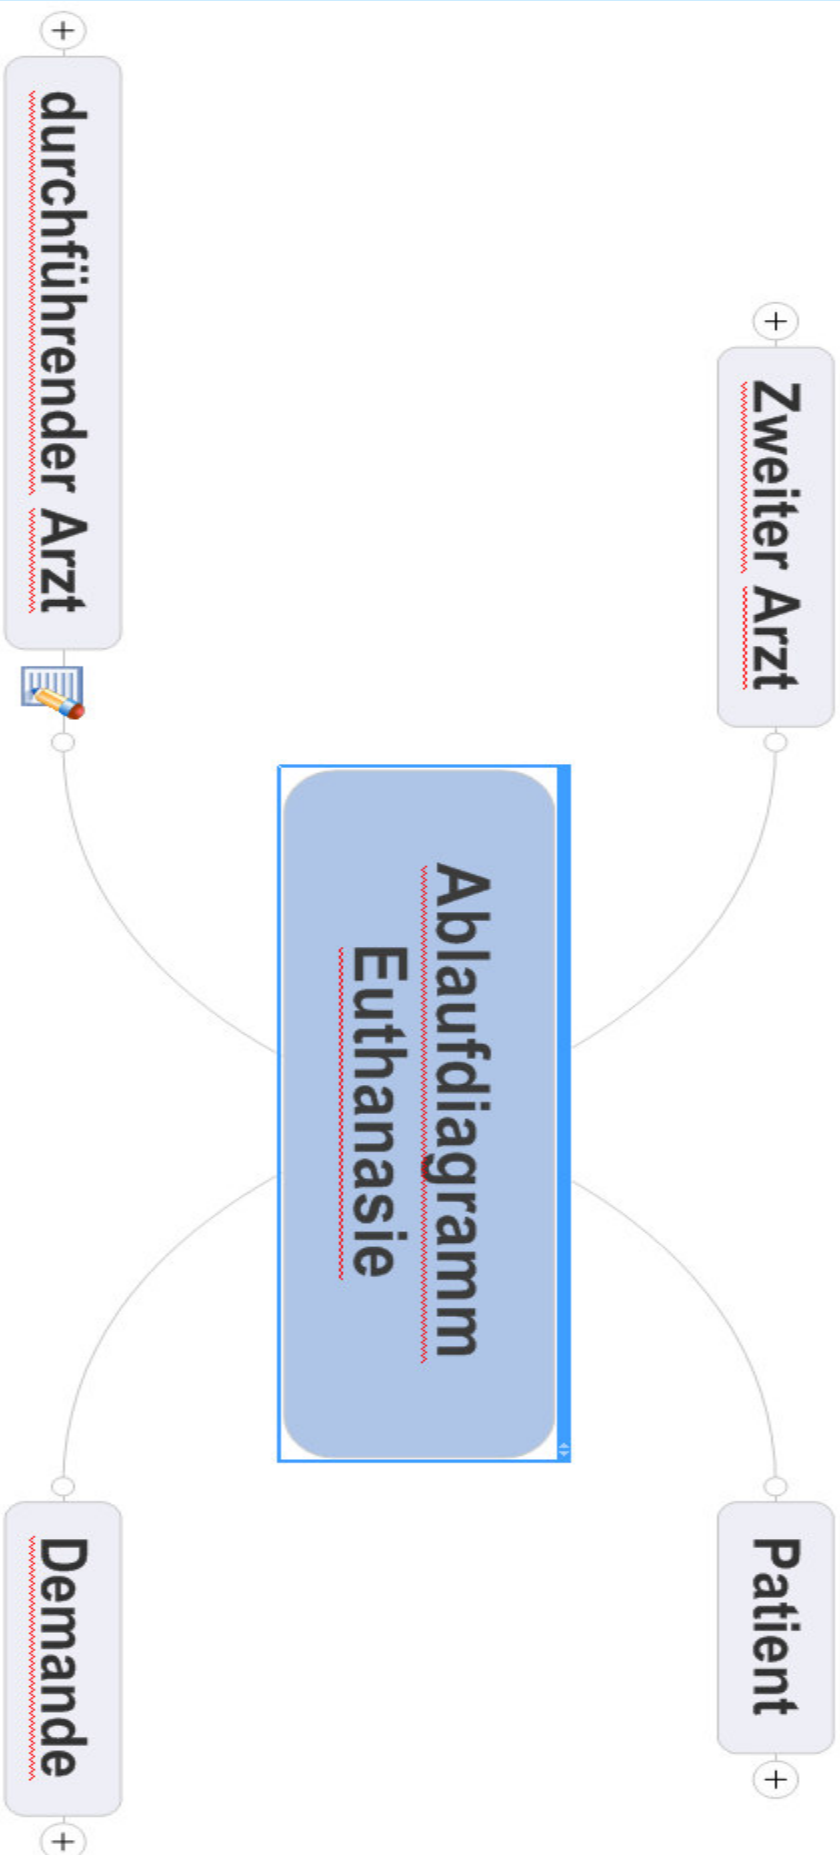 Zweiter Arzt
Patient
Ablaufdiagramm
Euthanasie
durchführender Arzt
Demande